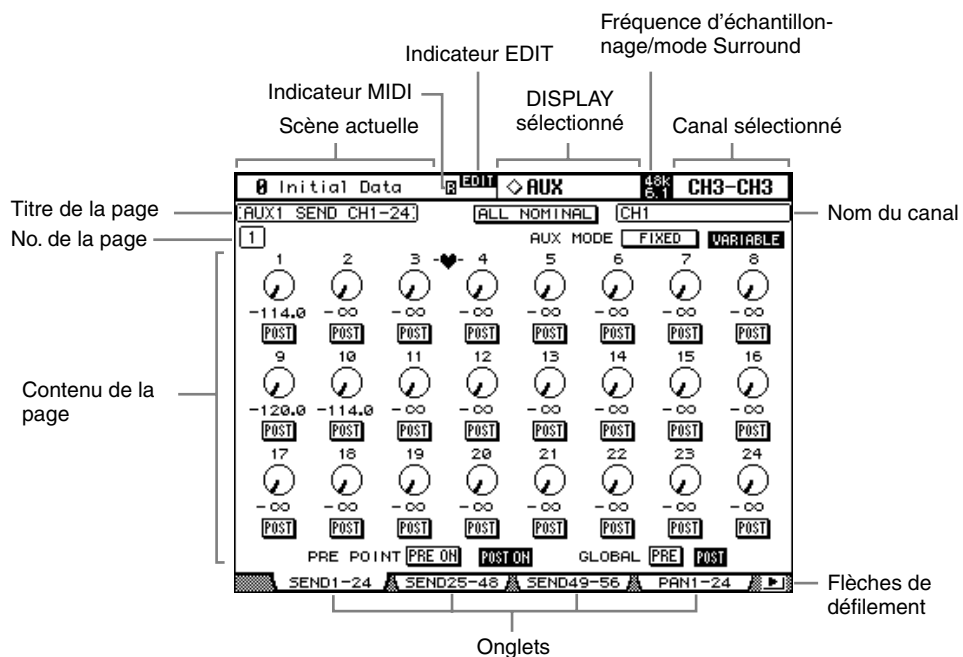 Fréquence d'échantillon-
nage/mode Surround
Indicateur EDIT
Indicateur MIDI
DISPLAY
sélectionné
Scène actuelle
Canal sélectionné
0 Initial Data
R
EDIT
AUX
48k
6.1
CH3-CH3
Titre de la page
AUX1 SEND CH1-24
ALL NOMINAL
CH1
Nom du canal
No. de la page
1
AUX MODE FIXED VARIABLE
1 2 3 4 5 6 7 8
-114.0 -∞ -∞ -∞ -∞ -∞ -∞ -∞
POST POST POST POST POST POST POST POST
9 10 11 12 13 14 15 16
Contenu de la
page
-120.0 -114.0 -∞ -∞ -∞ -∞ -∞ -∞
POST POST POST POST POST POST POST POST
17 18 19 20 21 22 23 24
-∞ -∞ -∞ -∞ -∞ -∞ -∞ -∞
POST POST POST POST POST POST POST POST
PRE POINT PRE ON POST ON GLOBAL PRE POST
SEND1-24 SEND25-48 SEND49-56 PAN1-24
Flèches de
défilement
Onglets